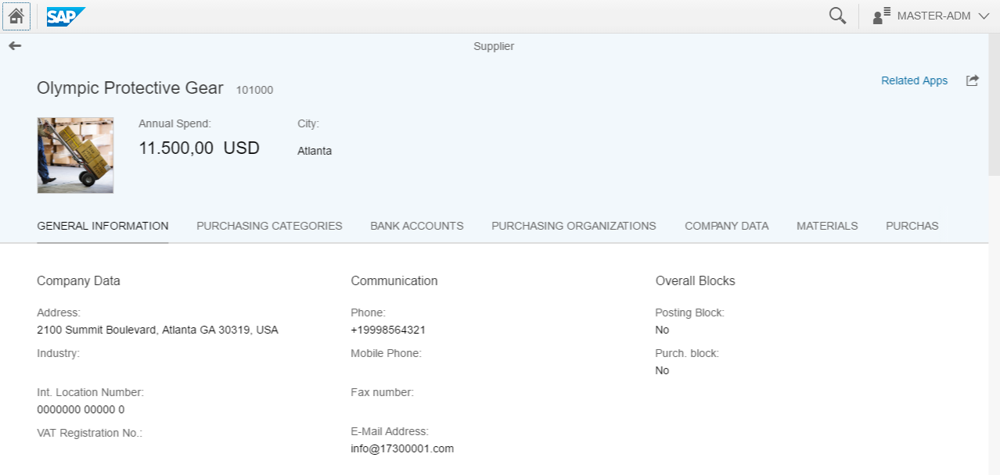 SAP
MASTER-ADM
Supplier
Olympic Protective Gear 101000
Related Apps
Annual Spend:
City:
11.500,00 USD
Atlanta
GENERAL INFORMATION
PURCHASING CATEGORIES
BANK ACCOUNTS
PURCHASING ORGANIZATIONS
COMPANY DATA
MATERIALS
PURCHAS
Company Data
Address:
2100 Summit Boulevard, Atlanta GA 30319, USA
Industry:
Int. Location Number:
0000000 00000 0
VAT Registration No.:
Communication
Phone:
+19998564321
Mobile Phone:
Fax number:
E-Mail Address:
info@17300001.com
Overall Blocks
Posting Block:
No
Purch. block:
No